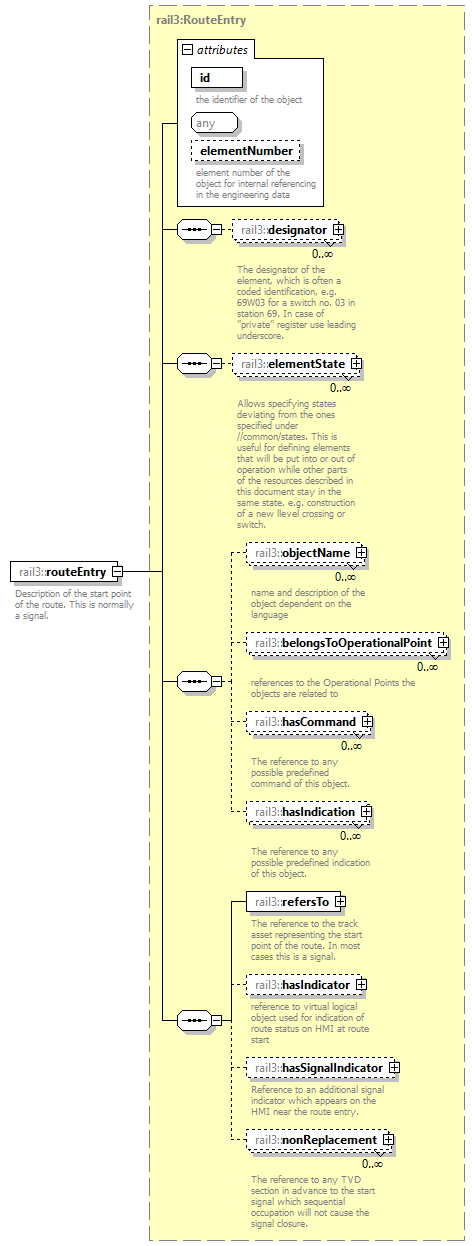 rail3:RouteEntry
attributes
id
the identifier of the object
any
elementNumber
element number of the
object for internal referencing
in the engineering data
rail3::designator
0..∞
The designator of the
element, which is often a
coded identification, e.g.
69W03 for a switch no. 03 in
station 69. In case of
"private" register use leading
underscore.
rail3::elementState
0..∞
Allows specifying states
deviating from the ones
specified under
//common/states. This is
useful for defining elements
that will be put into or out of
operation while other parts
of the resources described in
this document stay in the
same state, e.g. construction
of a new llevel crossing or
switch.
rail3::routeEntry
Description of the start point
of the route. This is normally
a signal.
rail3::objectName
0..∞
name and description of the
object dependent on the
language
rail3::belongsToOperationalPoint
0..∞
references to the Operational Points the
objects are related to
rail3::hasCommand
0..∞
The reference to any
possible predefined
command of this object.
rail3::hasIndication
0..∞
The reference to any
possible predefined indication
of this object.
rail3::refersTo
The reference to the track
asset representing the start
point of the route. In most
cases this is a signal.
rail3::hasIndicator
reference to virtual logical
object used for indication of
route status on HMI at route
start
rail3::hasSignalIndicator
Reference to an additional signal
indicator which appears on the
HMI near the route entry.
rail3::nonReplacement
0..∞
The reference to any TVD
section in advance to the start
signal which sequential
occupation will not cause the
signal closure.